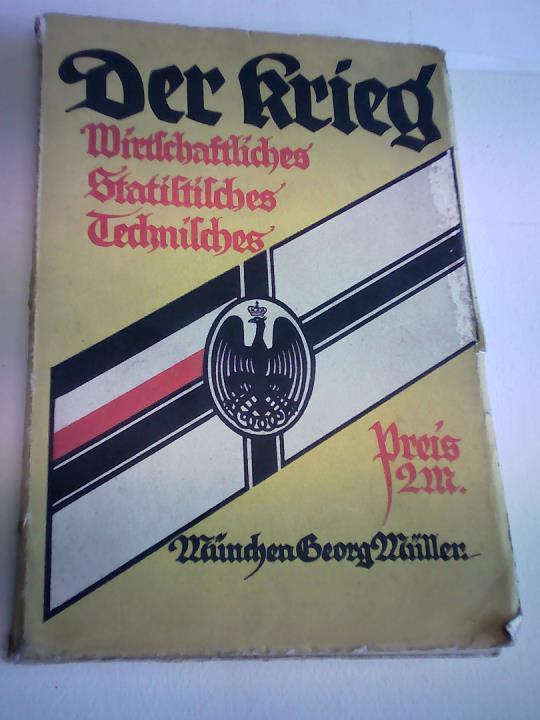 Der Krieg
Wirtschaftliches
Statistisches
Technisches
Preis
2M.
München Georg Müller